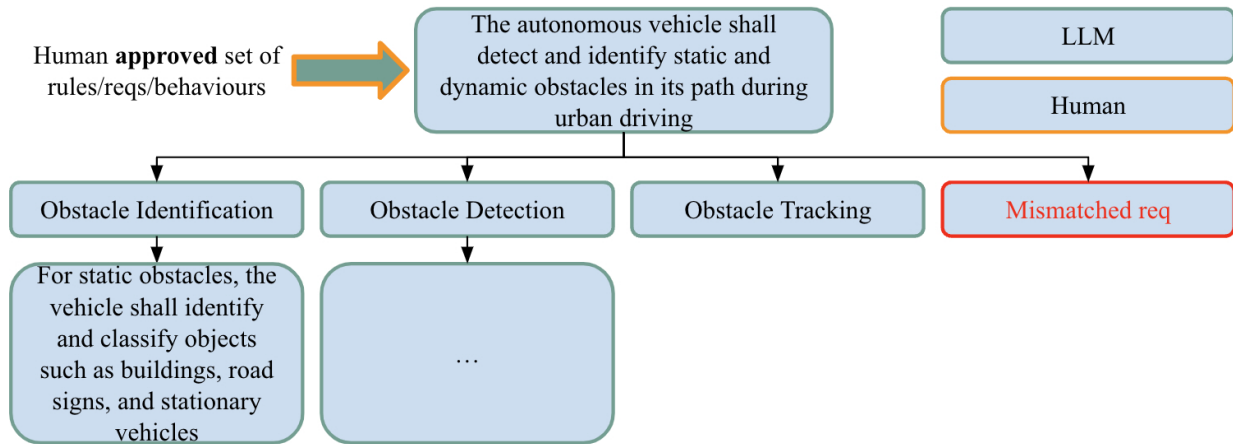 Human approved set of
rules/reqs/behaviours
The autonomous vehicle shall
detect and identify static and
dynamic obstacles in its path during
urban driving
LLM
Human
Obstacle Identification
Obstacle Detection
Obstacle Tracking
Mismatched req
For static obstacles, the
vehicle shall identify
and classify objects
such as buildings, road
signs, and stationary
vehicles
…